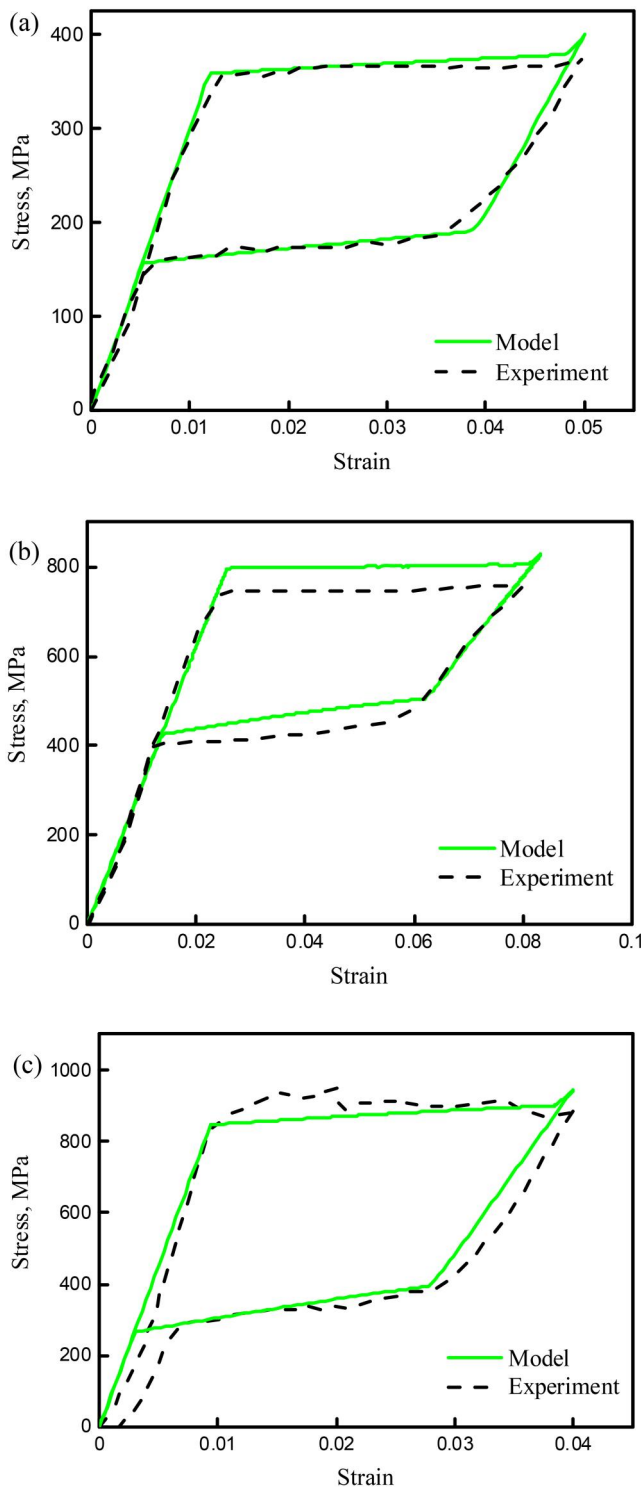 (a)
400
300
200
100
0
Stress, MPa
0 0.01 0.02 0.03 0.04 0.05
Strain
Model
Experiment
(b)
800
600
400
200
0
Stress, MPa
0 0.02 0.04 0.06 0.08 0.1
Strain
Model
Experiment
(c)
1000
800
600
400
200
0
Stress, MPa
0 0.01 0.02 0.03 0.04
Strain
Model
Experiment